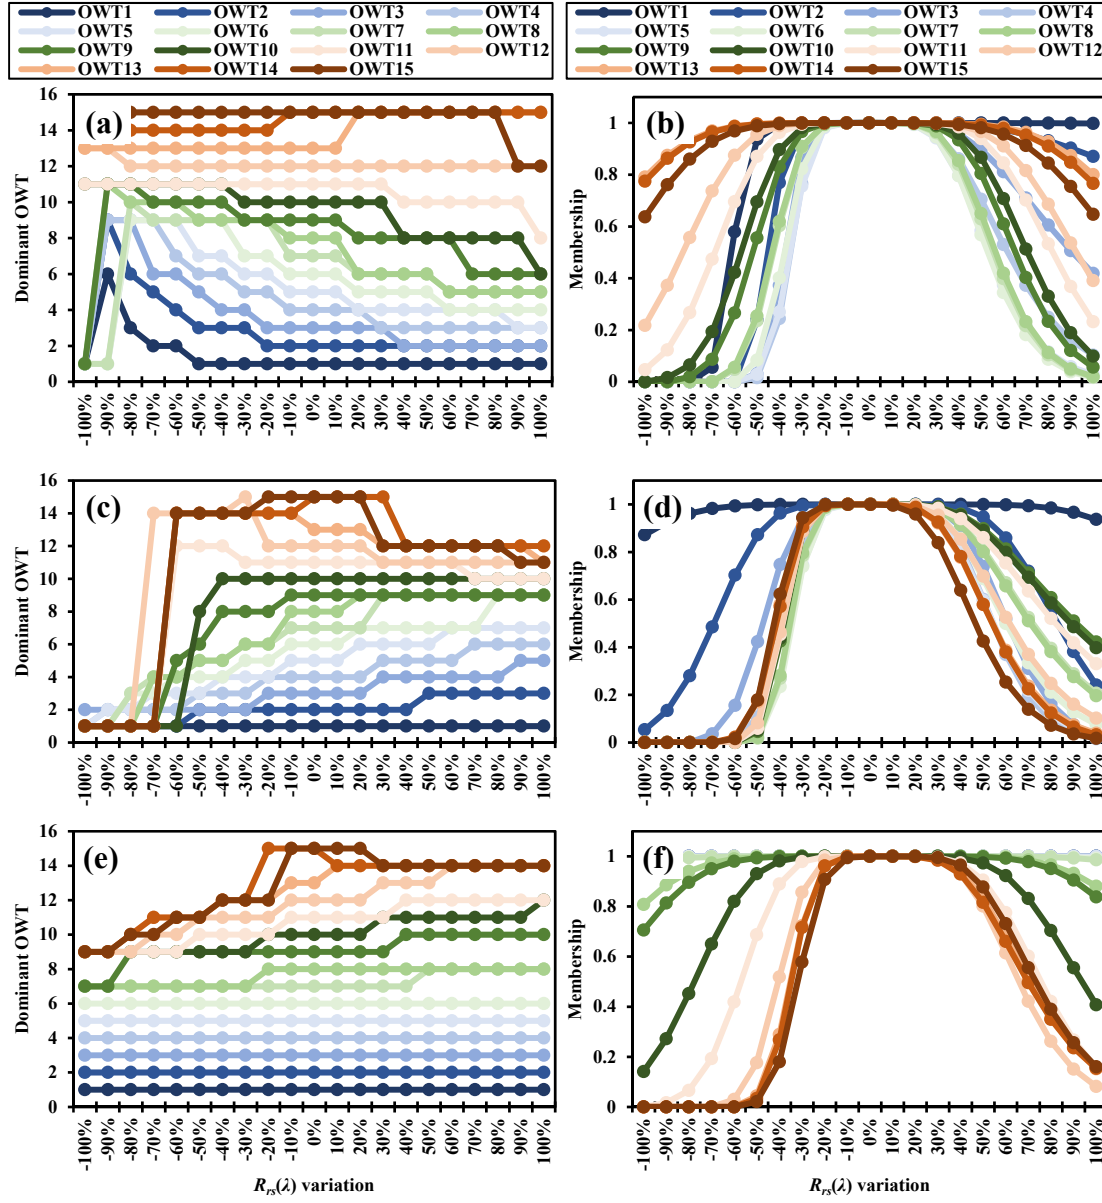 OWT1 OWT2 OWT3 OWT4
OWT5 OWT6 OWT7 OWT8
OWT9 OWT10 OWT11 OWT12
OWT13 OWT14 OWT15
OWT1 OWT2 OWT3 OWT4
OWT5 OWT6 OWT7 OWT8
OWT9 OWT10 OWT11 OWT12
OWT13 OWT14 OWT15
(a)
Dominant OWT
16
14
12
10
8
6
4
2
0
-100% -90% -80% -70% -60% -50% -40% -30% -20% -10% 0% 10% 20% 30% 40% 50% 60% 70% 80% 90% 100%
(b)
Membership
1
0.8
0.6
0.4
0.2
0
-100% -90% -80% -70% -60% -50% -40% -30% -20% -10% 0% 10% 20% 30% 40% 50% 60% 70% 80% 90% 100%
(c)
Dominant OWT
16
14
12
10
8
6
4
2
0
-100% -90% -80% -70% -60% -50% -40% -30% -20% -10% 0% 10% 20% 30% 40% 50% 60% 70% 80% 90% 100%
(d)
Membership
1
0.8
0.6
0.4
0.2
0
-100% -90% -80% -70% -60% -50% -40% -30% -20% -10% 0% 10% 20% 30% 40% 50% 60% 70% 80% 90% 100%
(e)
Dominant OWT
16
14
12
10
8
6
4
2
0
-100% -90% -80% -70% -60% -50% -40% -30% -20% -10% 0% 10% 20% 30% 40% 50% 60% 70% 80% 90% 100%
Rrs(λ) variation
(f)
Membership
1
0.8
0.6
0.4
0.2
0
-100% -90% -80% -70% -60% -50% -40% -30% -20% -10% 0% 10% 20% 30% 40% 50% 60% 70% 80% 90% 100%
Rrs(λ) variation